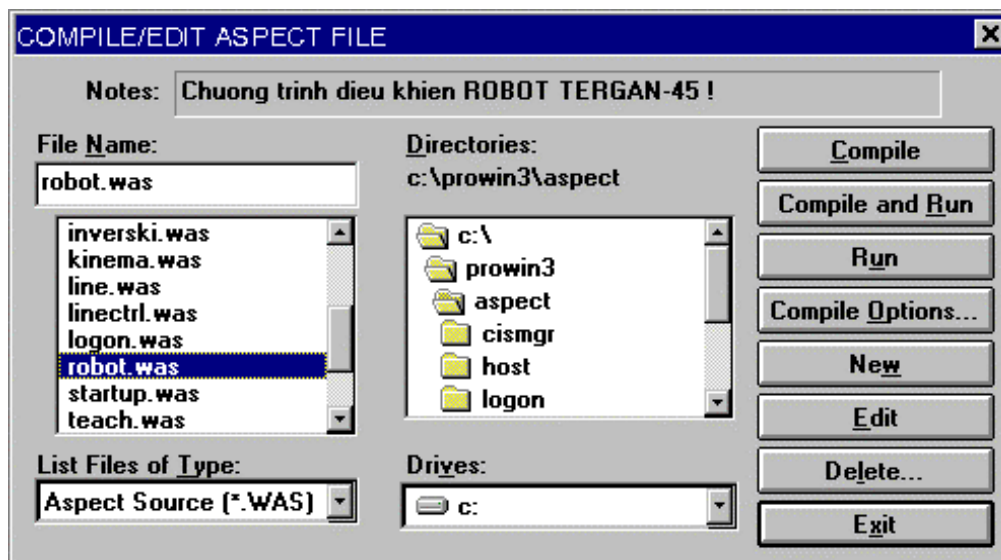 COMPILE/EDIT ASPECT FILE
Notes: Chuong trinh dieu khien ROBOT TERGAN-45 !
File Name:
robot.was
inverski.was
kinema.was
line.was
linectrl.was
logon.was
robot.was
startup.was
teach.was
List Files of Type:
Aspect Source (*.WAS)
Directories:
c:\prowin3\aspect
c:\
prowin3
aspect
cismgr
host
logon
Drives:
c:
Compile
Compile and Run
Run
Compile Options...
New
Edit
Delete...
Exit